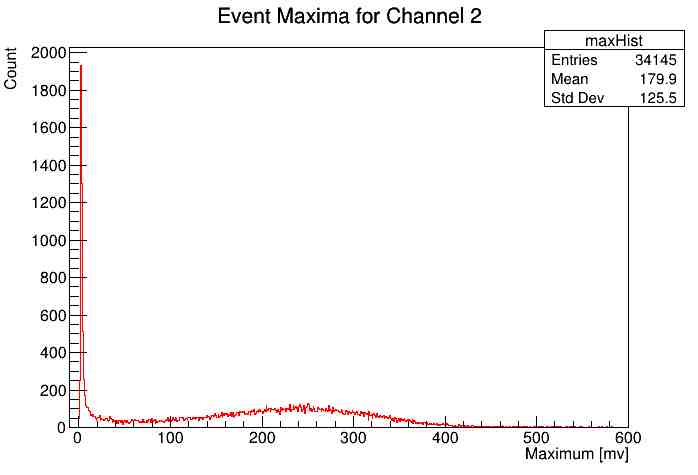 Event Maxima for Channel 2
maxHist
Entries 34145
Mean 179.9
Std Dev 125.5
Count
2000
1800
1600
1400
1200
1000
800
600
400
200
0
0 100 200 300 400 500 600
Maximum [mv]